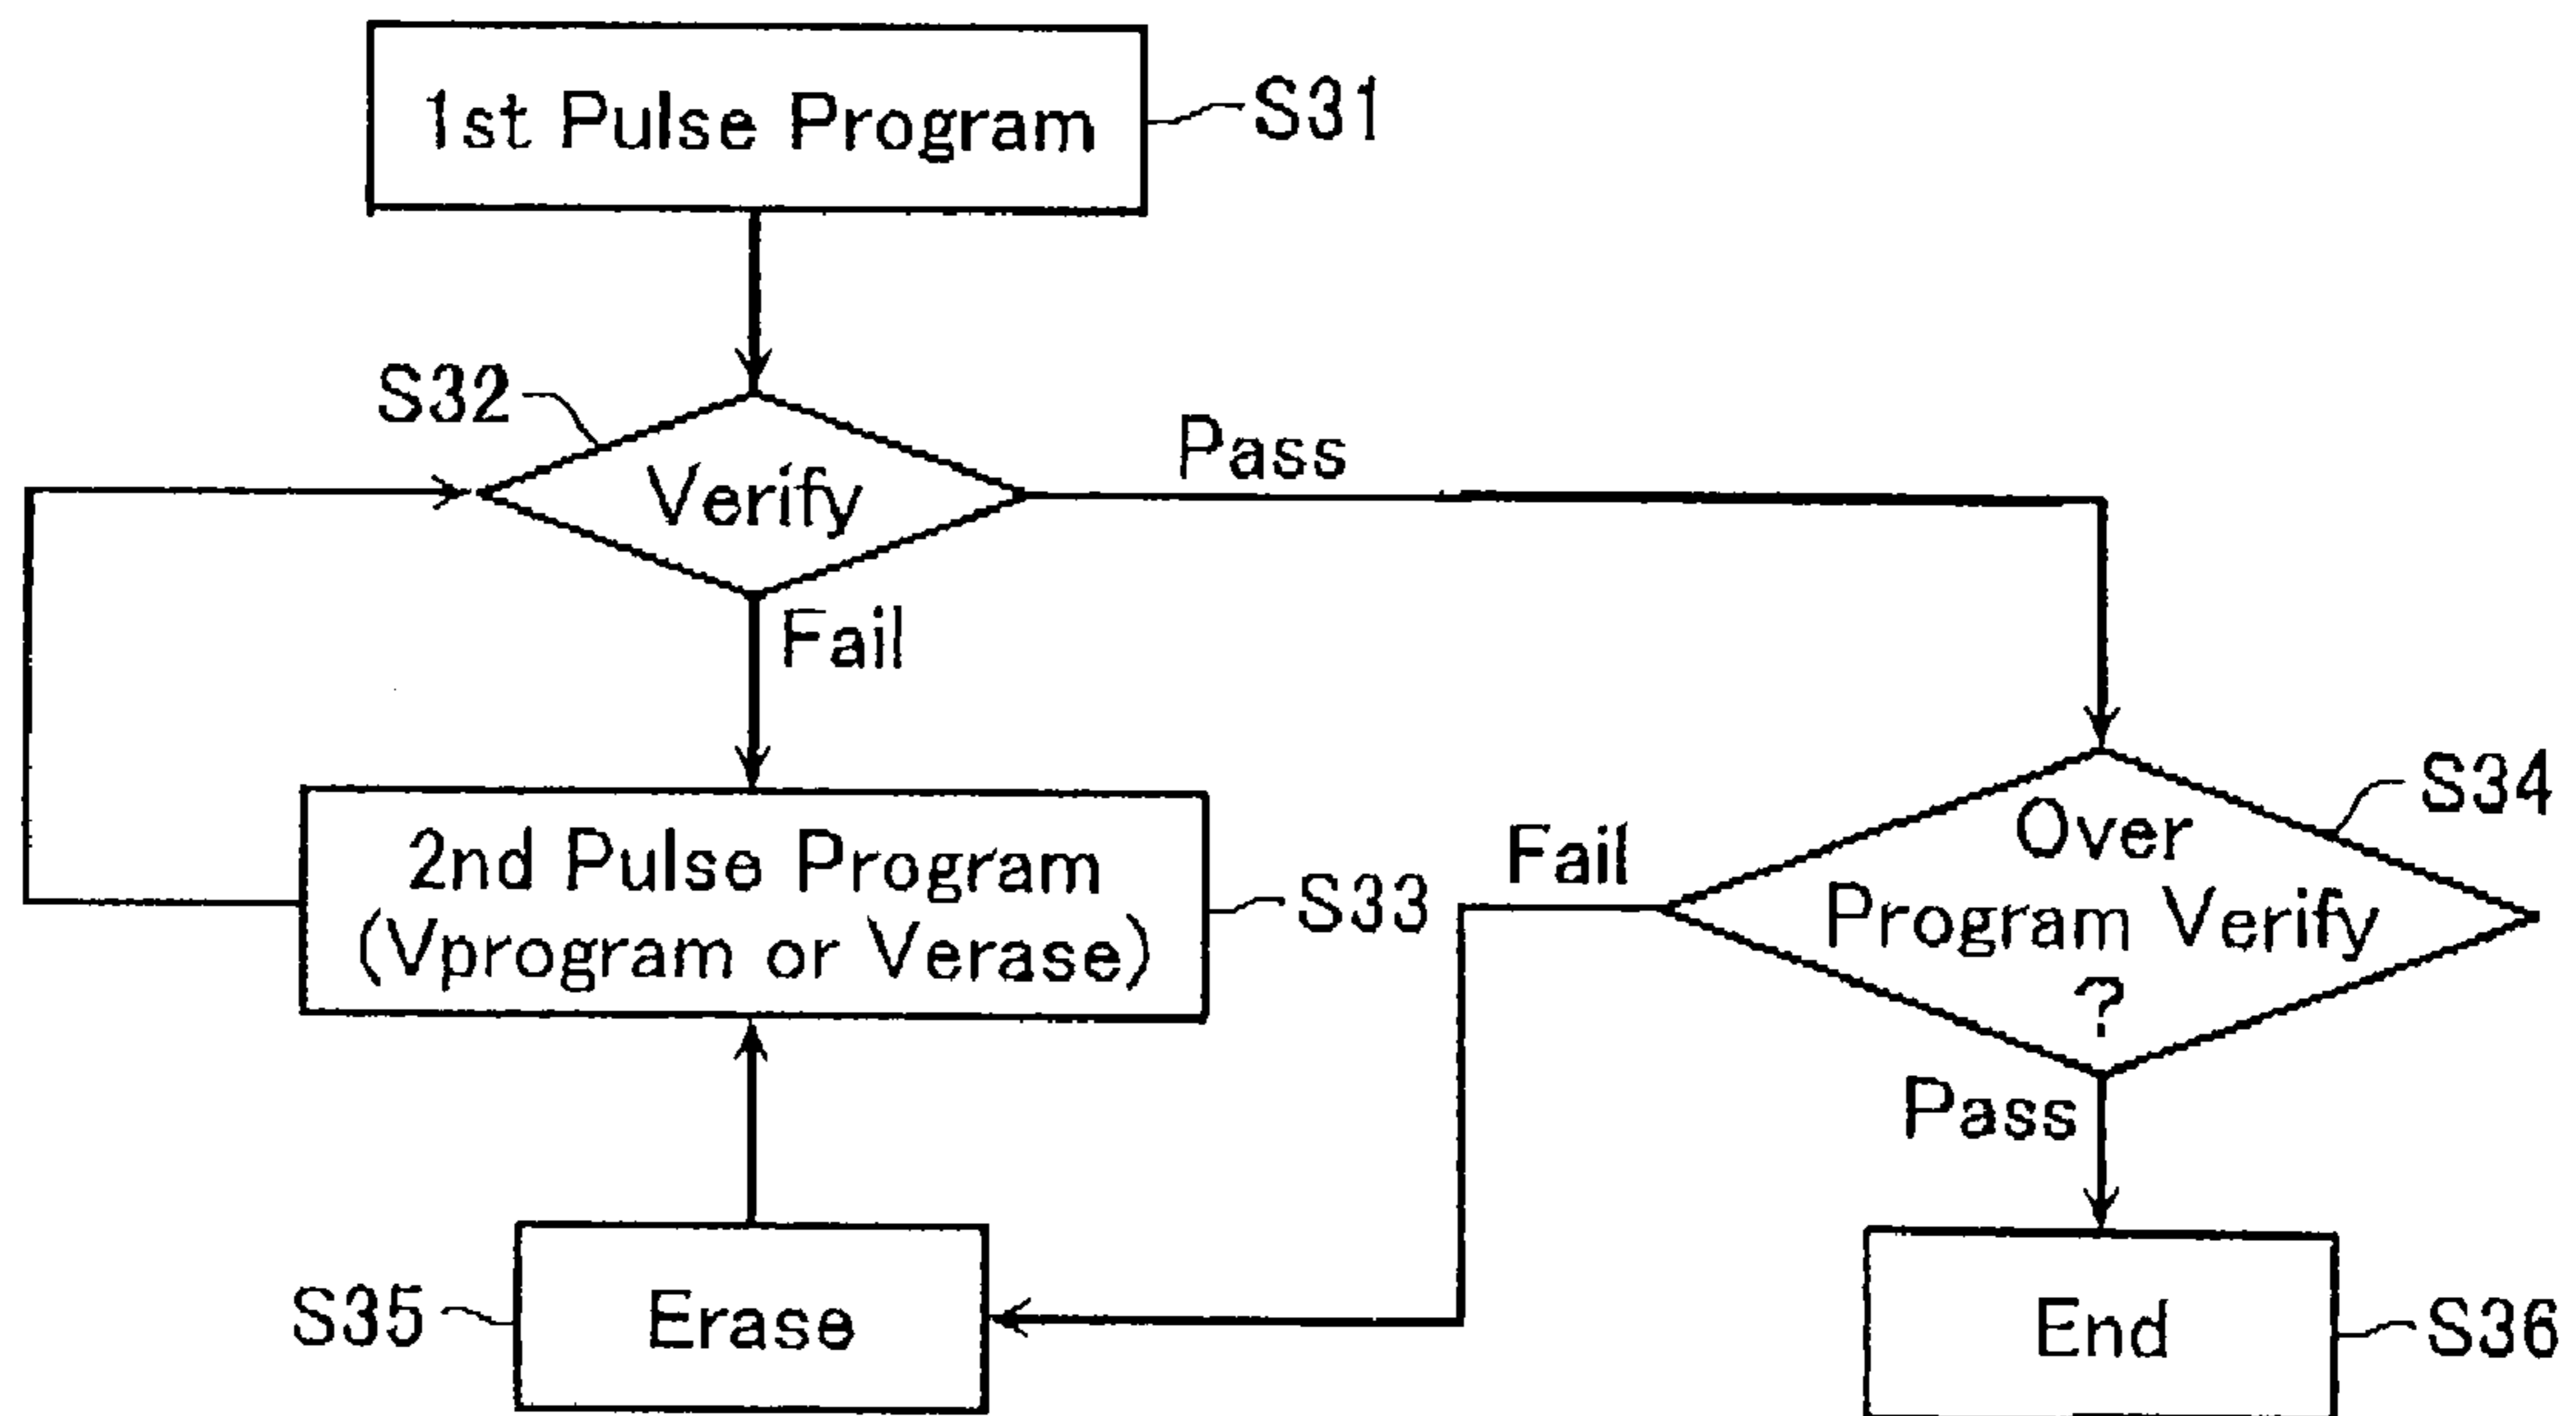 1st Pulse Program
S31
S32
Verify
Pass
Fail
2nd Pulse Program
(Vprogram or Verase)
S33
Over
Program Verify
?
S34
Fail
Pass
S35
Erase
End
S36